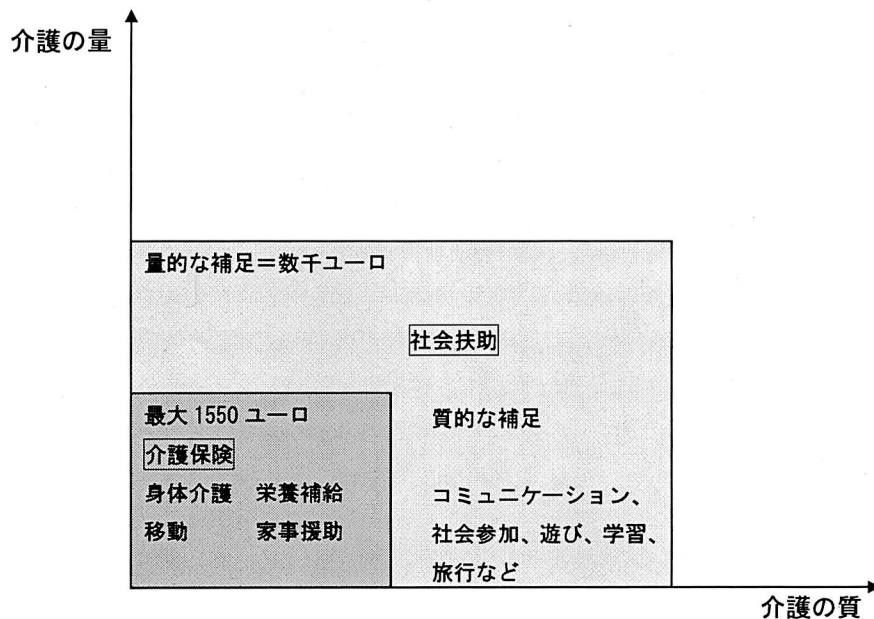 介護の量
量的な補足＝数千ユーロ
社会扶助
最大 1550 ユーロ
介護保険
身体介護 栄養補給
移動 家事援助
質的な補足
コミュニケーション、
社会参加、遊び、学習、
旅行など
介護の質